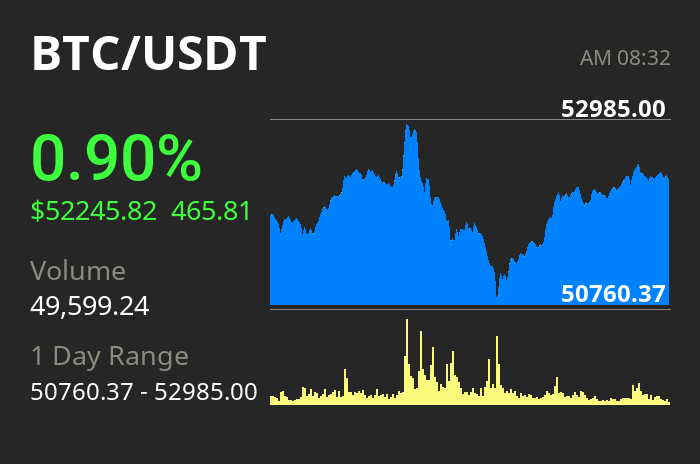 BTC/USDT
AM 08:32
52985.00
0.90%
$52245.82 465.81
Volume
49,599.24
50760.37
1 Day Range
50760.37 - 52985.00